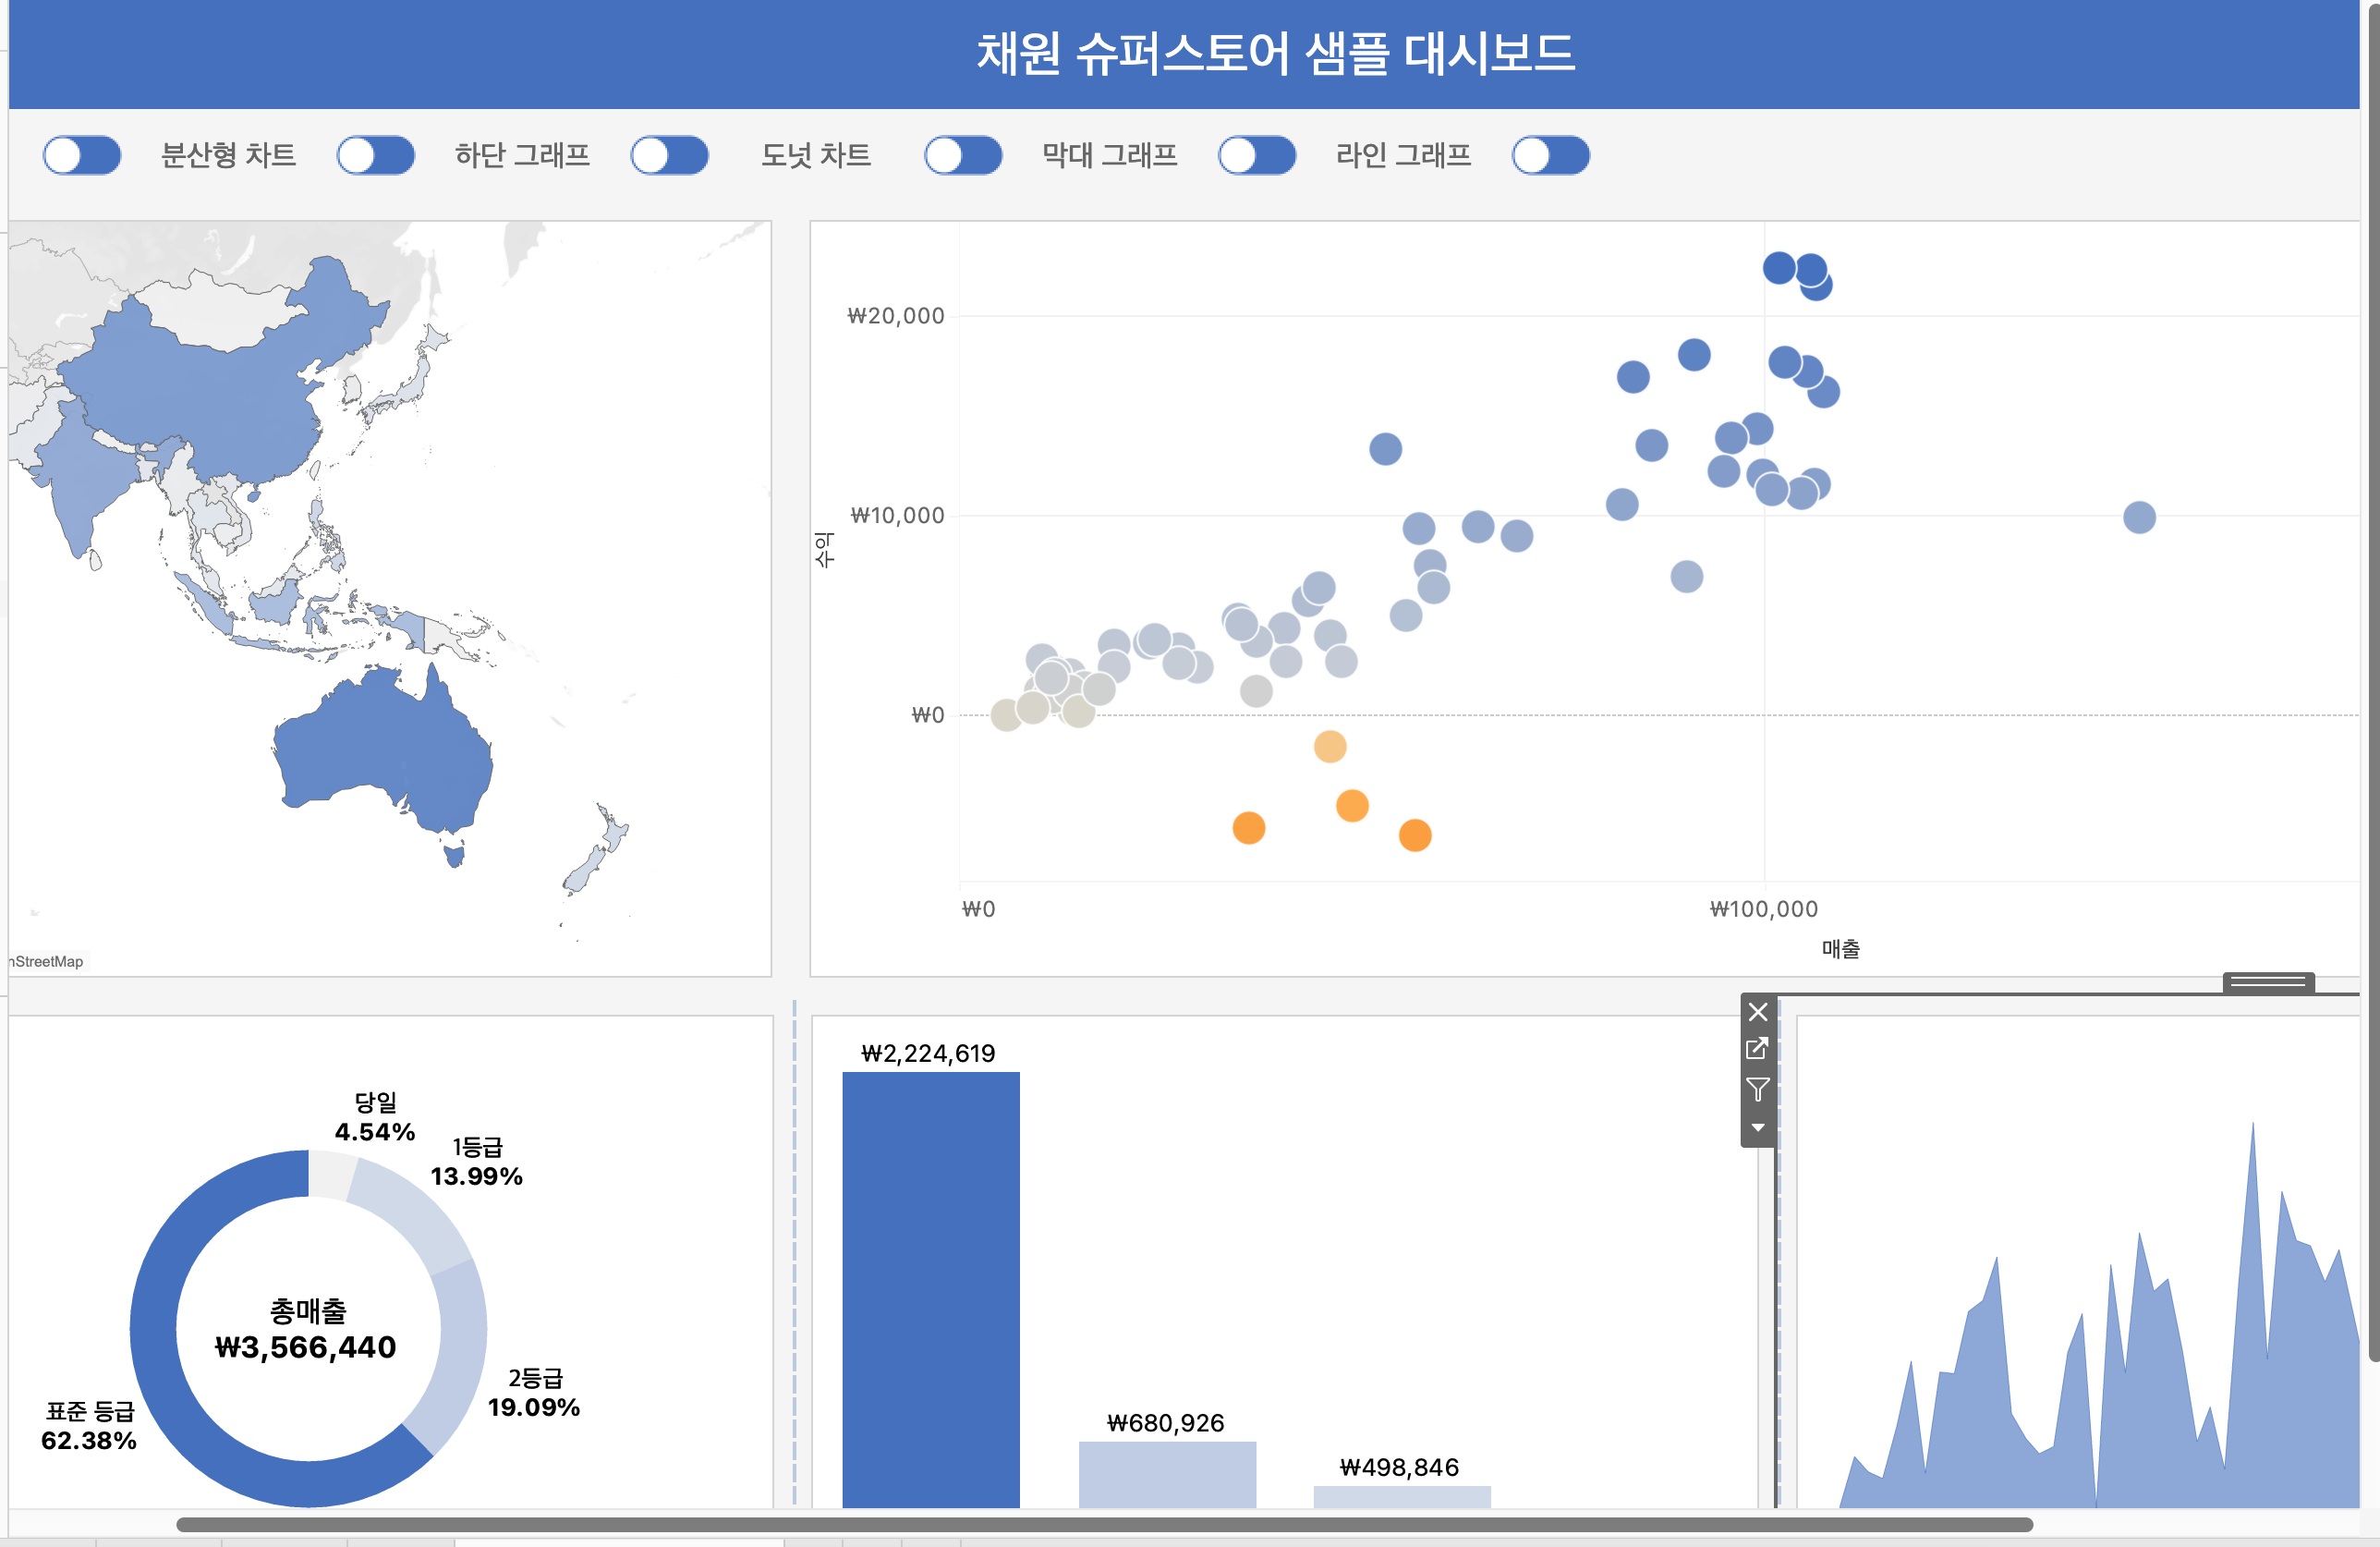 채원 슈퍼스토어 샘플 대시보드
분산형 차트 하단 그래프 도넛 차트 막대 그래프 라인 그래프
₩20,000
₩10,000
₩0
수익
₩0 ₩100,000
매출
nStreetMap
당일
4.54%
1등급
13.99%
총매출
₩3,566,440
2등급
19.09%
표준 등급
62.38%
₩2,224,619
₩680,926
₩498,846